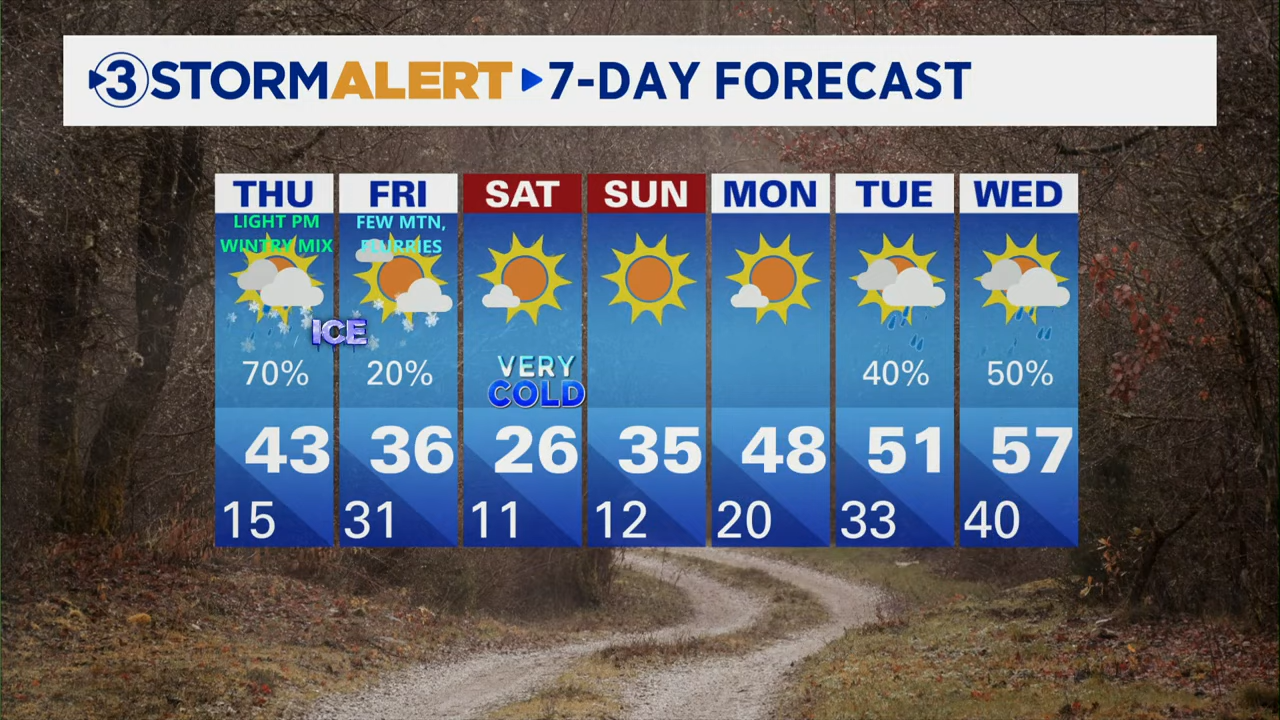 3 STORMALERT 7-DAY FORECAST
THU FRI SAT SUN MON TUE WED
LIGHT PM FEW MTN,
WINTRY MIX FLURRIES
ICE
VERY
COLD
70% 20% 40% 50%
43 36 26 35 48 51 57
15 31 11 12 20 33 40